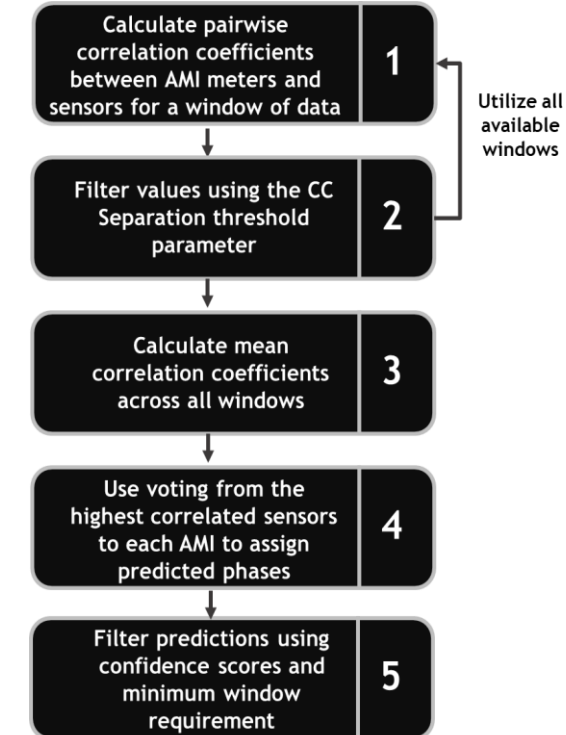 Calculate pairwise
correlation coefficients
between AMI meters and
sensors for a window of data
1
Utilize all
available
windows
Filter values using the CC
Separation threshold
parameter
2
Calculate mean
correlation coefficients
across all windows
3
Use voting from the
highest correlated sensors
to each AMI to assign
predicted phases
4
Filter predictions using
confidence scores and
minimum window
requirement
5